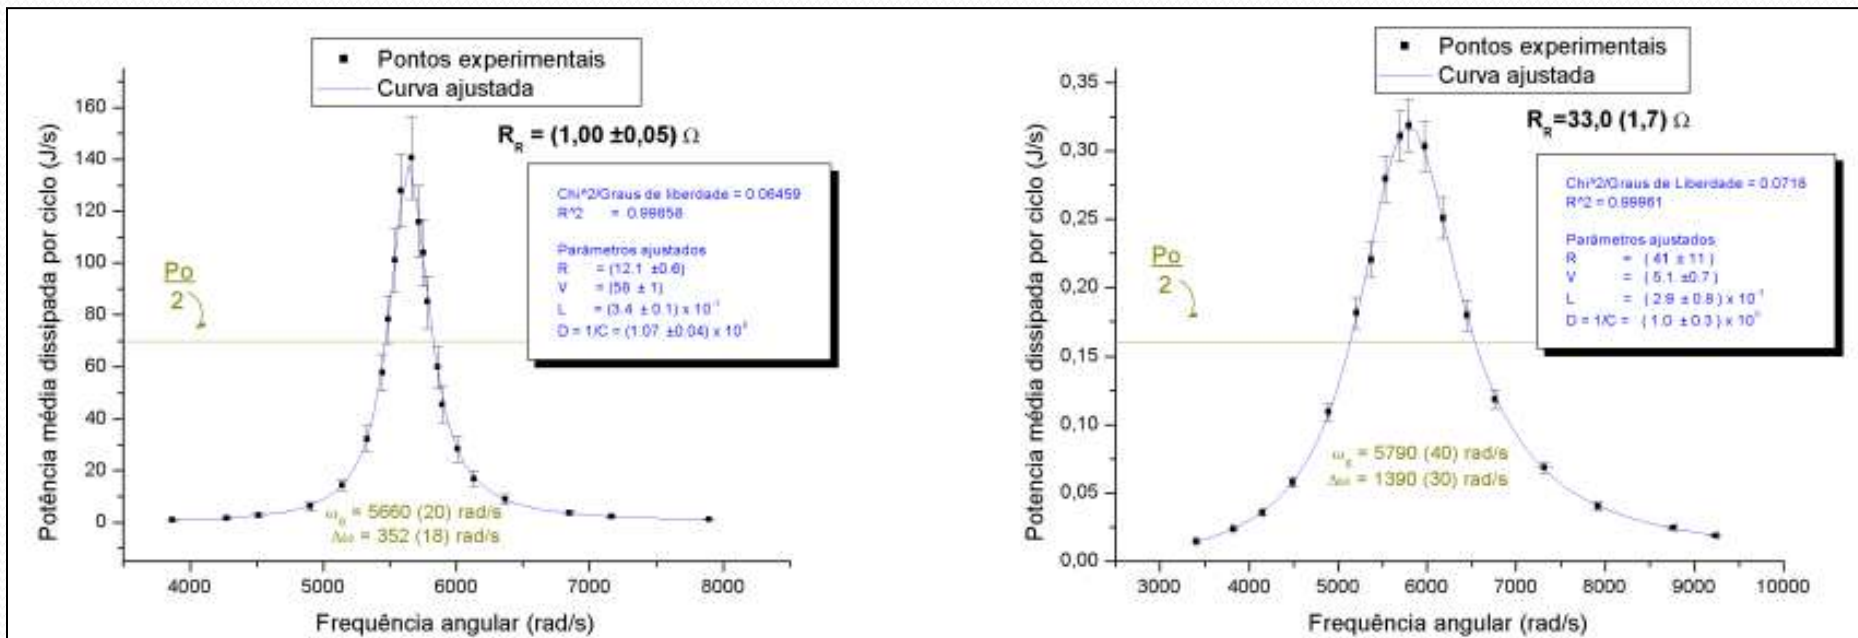 Pontos experimentais
Curva ajustada
R_R = (1,00 ±0,05) Ω
Chi^2/Graus de liberdade = 0.06459
R^2 = 0.99858
Parâmetros ajustados
R = (12.1 ±0.6)
V = (58 ± 1)
L = (3.4 ± 0.1) x 10
D = 1/C = (1.07 ±0.04) x 10
Po
2
ω₀ = 5660 (20) rad/s
Δω = 352 (18) rad/s
Potência média dissipada por ciclo (J/s)
160
140
120
100
80
60
40
20
0
4000 5000 6000 7000 8000
Frequência angular (rad/s)
Pontos experimentais
Curva ajustada
R_R=33,0 (1,7) Ω
Chi^2/Graus de Liberdade = 0.0718
R^2 = 0.99961
Parâmetros ajustados
R = ( 41 ± 11 )
V = ( 5.1 ±0.7 )
L = ( 2.9 ± 0.8 ) x 10
D = 1/C = ( 1.0 ± 0.3 ) x 10
Po
2
= 5790 (40) rad/s
Δω = 1390 (30) rad/s
Potencia média dissipada por ciclo (J/s)
0,35
0,30
0,25
0,20
0,15
0,10
0,05
0,00
3000 4000 5000 6000 7000 8000 9000 10000
Frequência angular (rad/s)